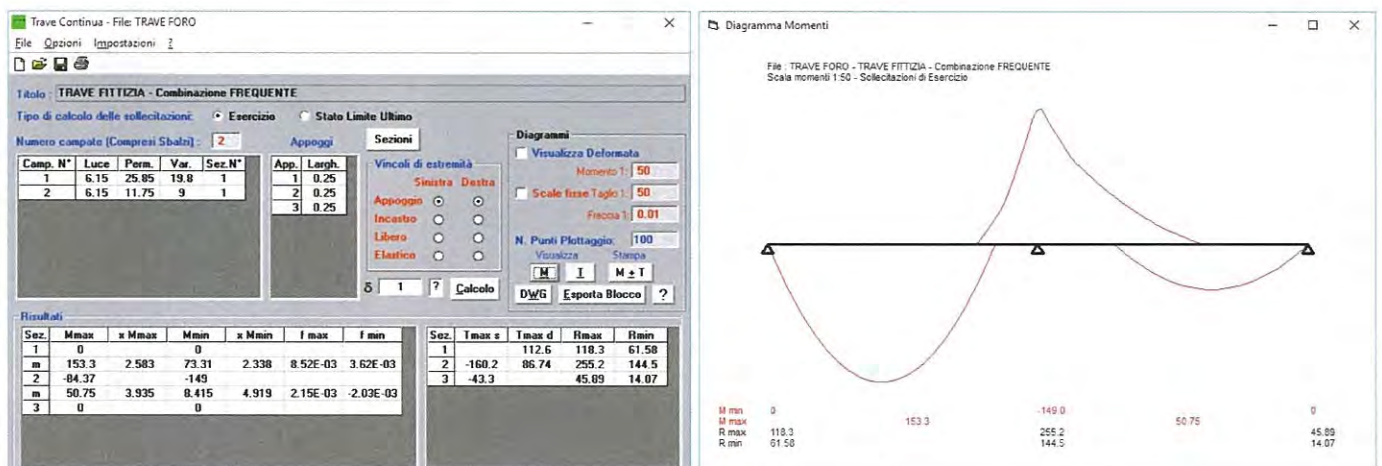 Trave Continua - File: TRAVE FORO
File Opzioni Impostazioni ?
Titolo : TRAVE FITTIZIA - Combinazione FREQUENTE
Tipo di calcolo delle sollecitazioni: Esercizio Stato Limite Ultimo
Numero campate (Compresi Sbalzi) : 2 Appoggi Sezioni
Camp. N° Luce Perm. Var. Sez.N°
1 6.15 25.85 19.8 1
2 6.15 11.75 9 1
App. Largh.
1 0.25
2 0.25
3 0.25
Vincoli di estremità
Sinistra Destra
Appoggio
Incastro
Libero
Elastico
δ 1 ? Calcolo
Diagrammi
Visualizza Deformata
Momento 1: 50
Scale fisse Taglio 1: 50
Freccia 1: 0.01
N. Punti Plottaggio: 100
Visualizza Stampa
M T M + T
DWG Esporta Blocco ?
Risultati
Sez. Mmax x Mmax Mmin x Mmin f max f min
1 0 0
m 153.3 2.583 73.31 2.338 8.52E-03 3.62E-03
2 -84.37 -149
m 50.75 3.935 8.415 4.919 2.15E-03 -2.03E-03
3 0 0
Sez. Tmax s Tmax d Rmax Rmin
1 112.6 118.3 61.58
2 -160.2 86.74 255.2 144.5
3 -43.3 45.89 14.07
Diagramma Momenti
File : TRAVE FORO - TRAVE FITTIZIA - Combinazione FREQUENTE
Scala momenti 1:50 - Sollecitazioni di Esercizio
M min 0 -149.0 0
M max 153.3 50.75
R max 118.3 255.2 45.89
R min 61.58 144.5 14.07